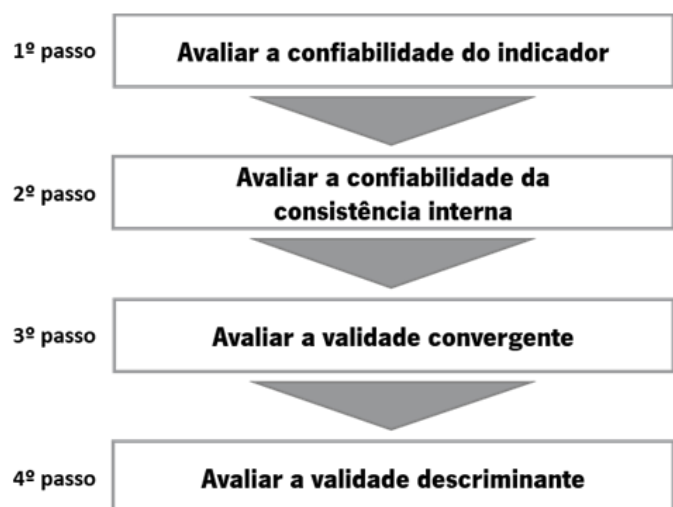 1º passo
Avaliar a confiabilidade do indicador
2º passo
Avaliar a confiabilidade da
consistência interna
3º passo
Avaliar a validade convergente
4º passo
Avaliar a validade descriminante